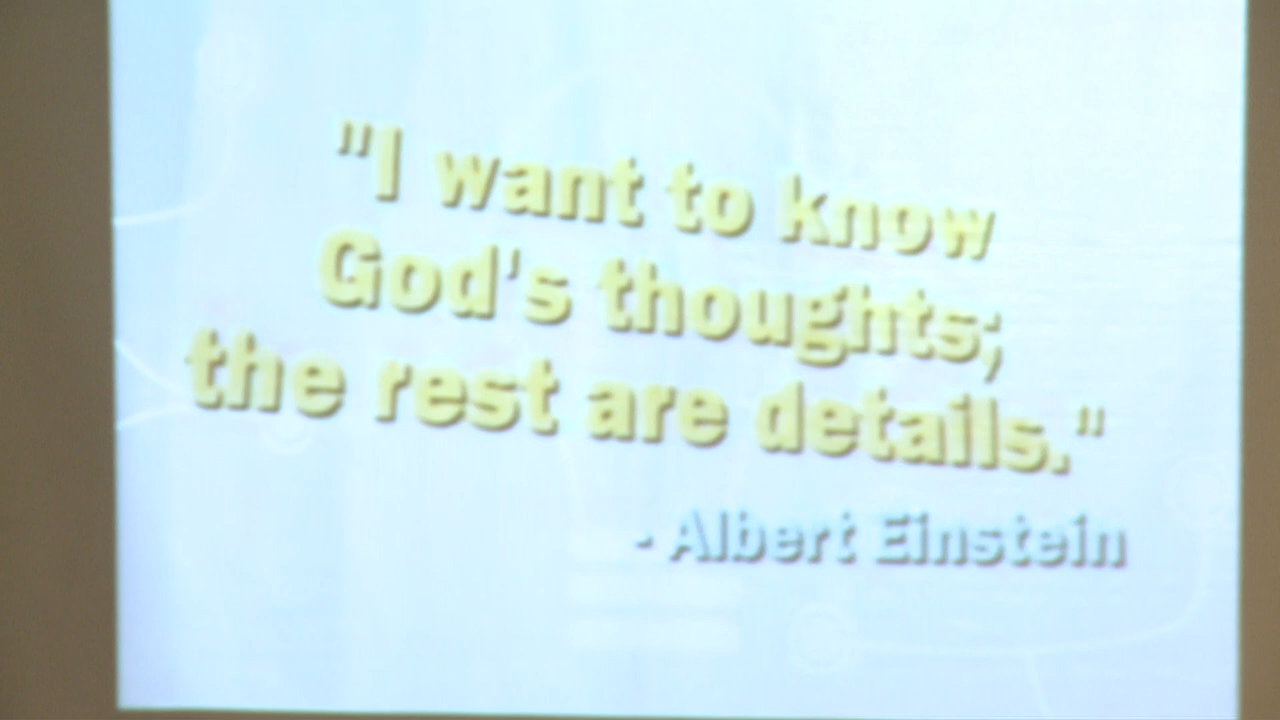 "I want to know
God's thoughts;
the rest are details."
- Albert Einstein